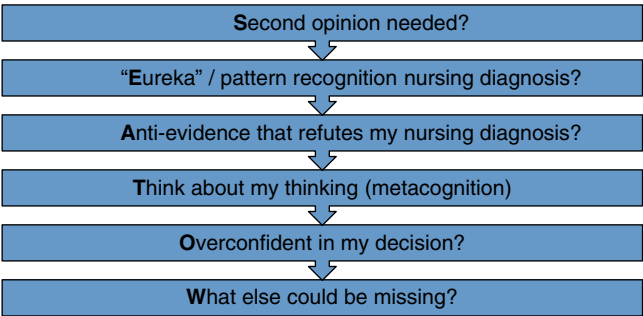 Second opinion needed?
“Eureka” / pattern recognition nursing diagnosis?
Anti-evidence that refutes my nursing diagnosis?
Think about my thinking (metacognition)
Overconfident in my decision?
What else could be missing?